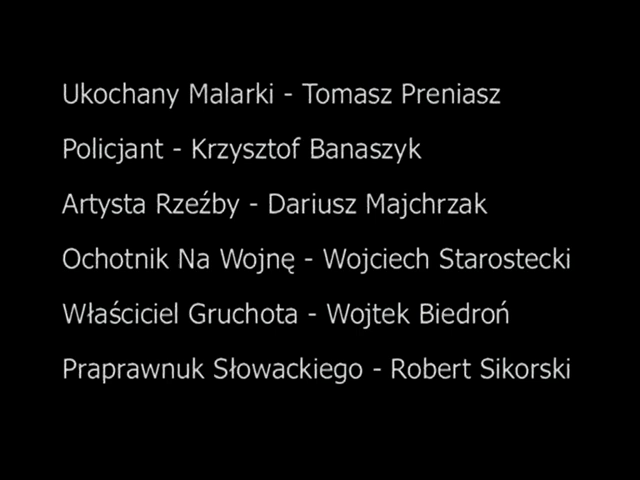 Ukochany Malarki - Tomasz Preniasz
Policjant - Krzysztof Banaszyk
Artysta Rzeźby - Dariusz Majchrzak
Ochotnik Na Wojnę - Wojciech Starostecki
Właściciel Gruchota - Wojtek Biedroń
Praprawnuk Słowackiego - Robert Sikorski